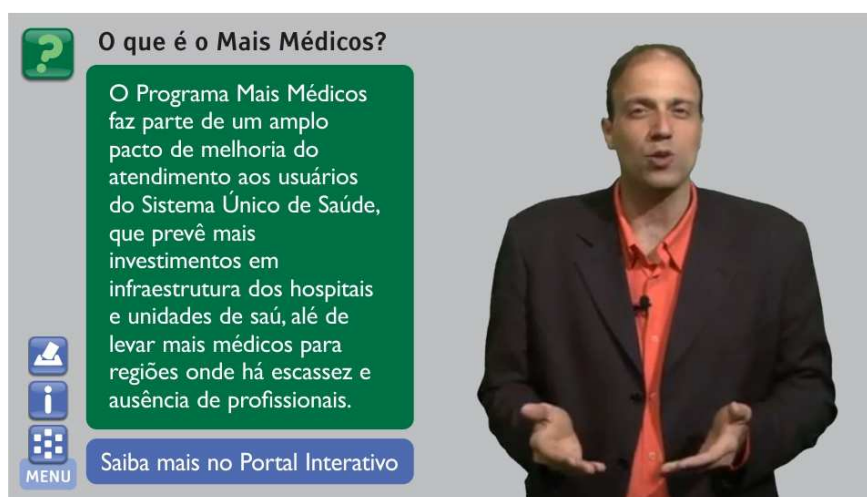 ?
O que é o Mais Médicos?
O Programa Mais Médicos
faz parte de um amplo
pacto de melhoria do
atendimento aos usuários
do Sistema Único de Saúde,
que prevê mais
investimentos em
infraestrutura dos hospitais
e unidades de saú, alé de
levar mais médicos para
regiões onde há escassez e
ausência de profissionais.
i
MENU
Saiba mais no Portal Interativo